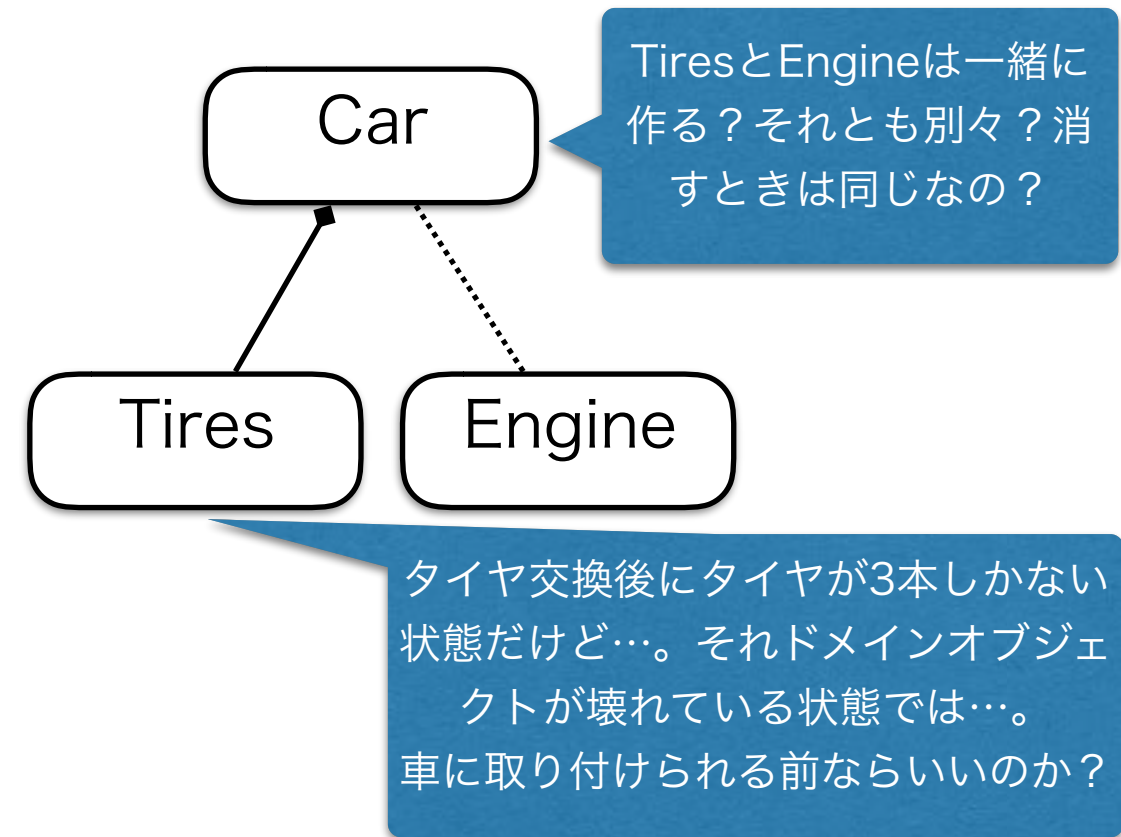 Car
TiresとEngineは一緒に
作る？それとも別々？消
すときは同じなの？
Tires
Engine
タイヤ交換後にタイヤが3本しかない
状態だけど…。それドメインオブジェ
クトが壊れている状態では…。
車に取り付けられる前ならいいのか？